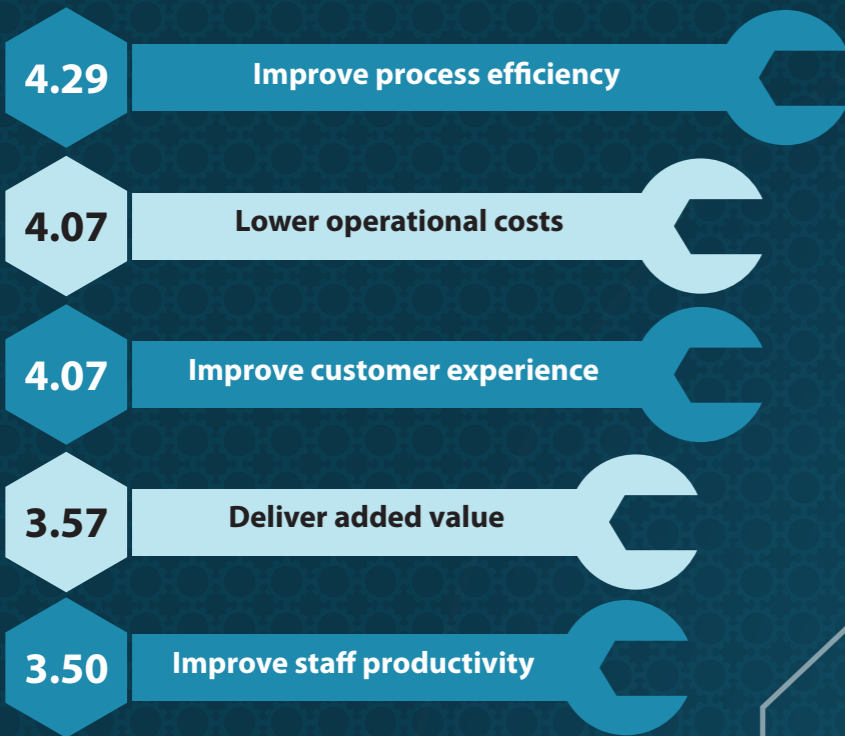 4.29 Improve process efficiency
4.07 Lower operational costs
4.07 Improve customer experience
3.57 Deliver added value
3.50 Improve staff productivity